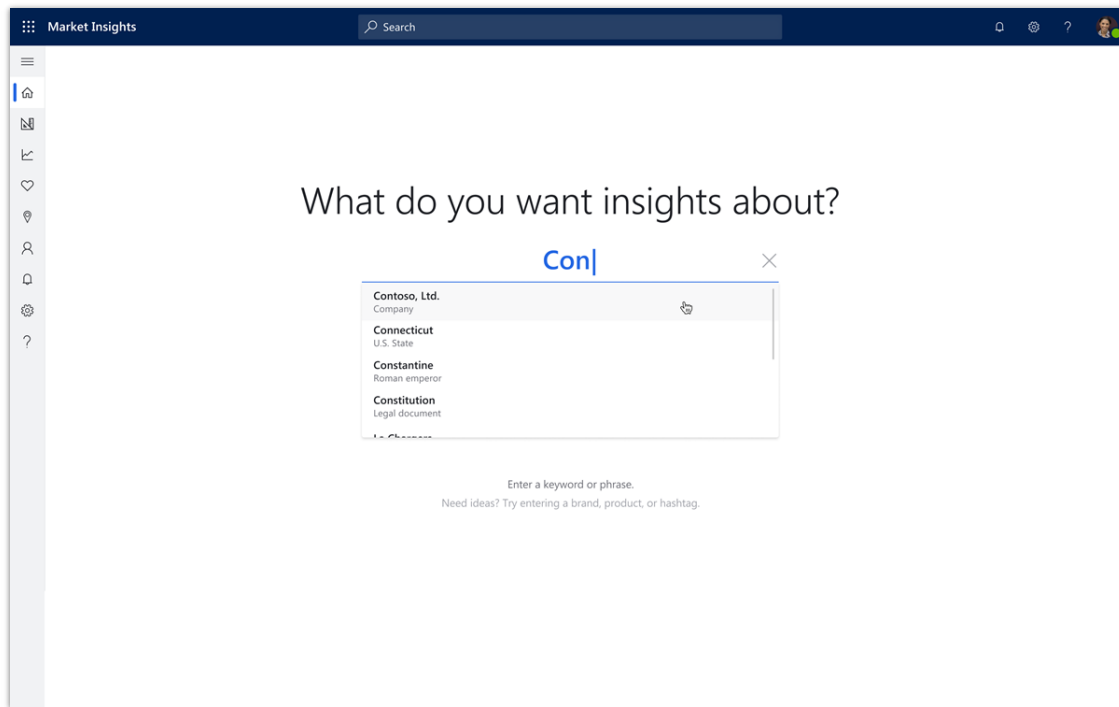 Market Insights
Search
?
What do you want insights about?
Con
Contoso, Ltd.
Company
Connecticut
U.S. State
Constantine
Roman emperor
Constitution
Legal document
Enter a keyword or phrase.
Need ideas? Try entering a brand, product, or hashtag.
?